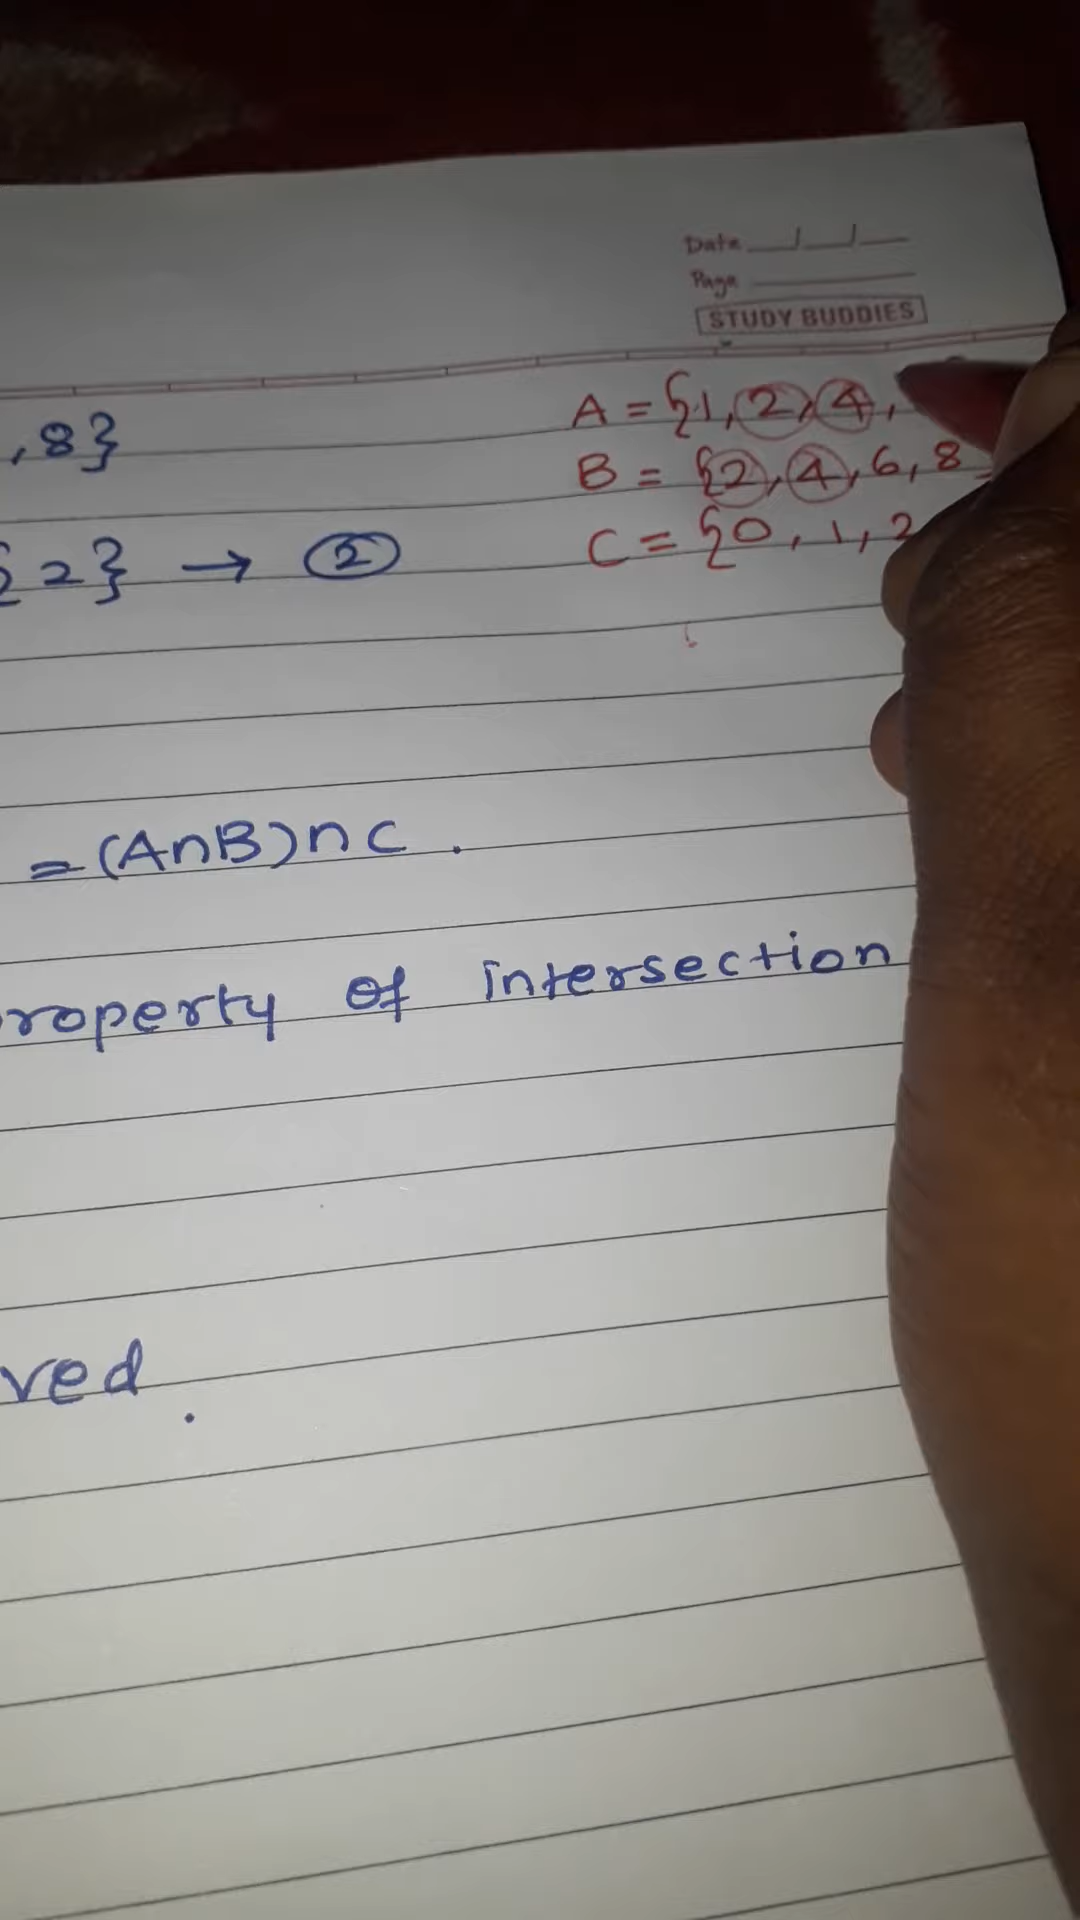 Date
Page
STUDY BUDDIES
A = {1, 2, 4,
, 8}
B = {2, 4, 6, 8
C = {0, 1, 2
{2} → 2
= (A∩B)∩C .
roperty of intersection
ved .